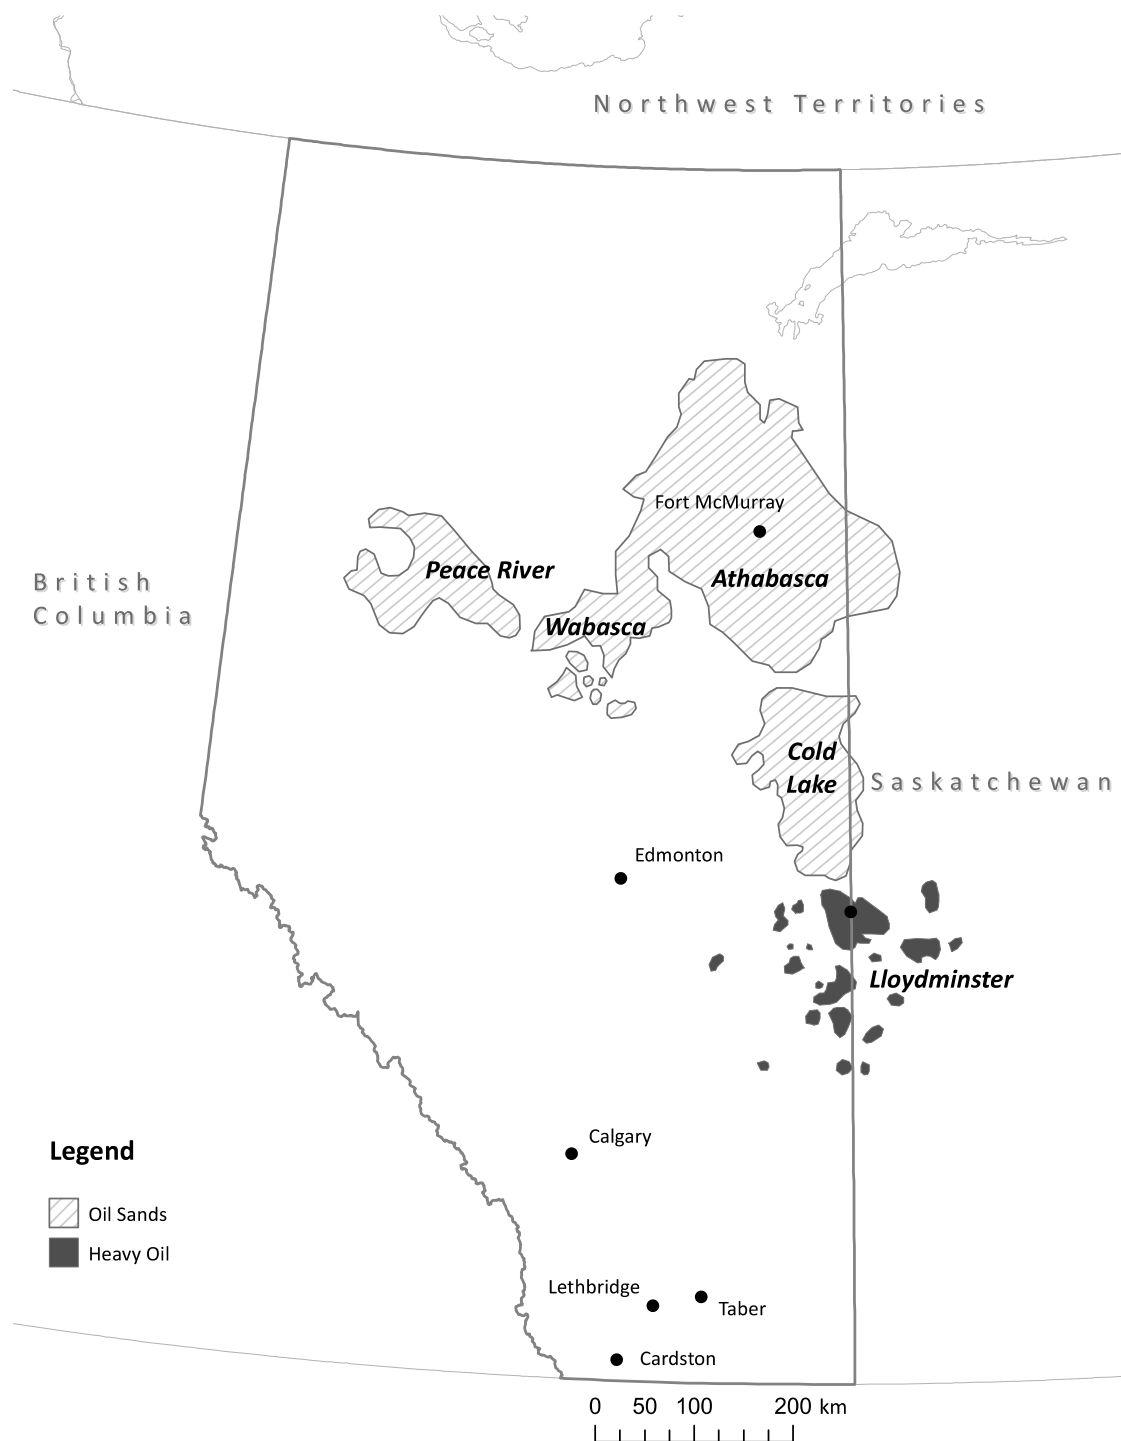 Northwest Territories
Fort McMurray
Peace River
Athabasca
British
Columbia
Wabasca
Cold
Lake
Saskatchewan
Edmonton
Lloydminster
Calgary
Legend
Oil Sands
Heavy Oil
Lethbridge
Taber
Cardston
0 50 100 200 km